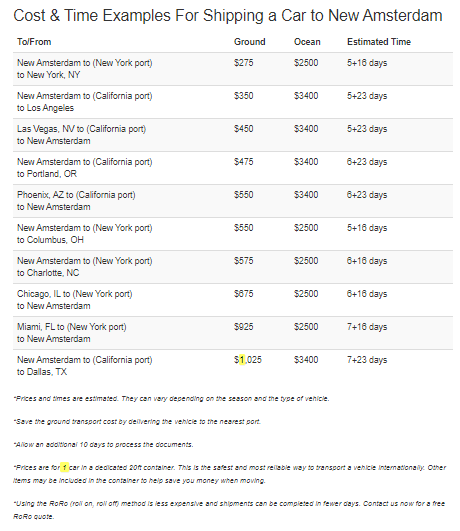 Cost & Time Examples For Shipping a Car to New Amsterdam
To/From Ground Ocean Estimated Time
New Amsterdam to (New York port) $275 $2500 5+16 days
to New York, NY
New Amsterdam to (California port) $350 $3400 5+23 days
to Los Angeles
Las Vegas, NV to (California port) $450 $3400 5+23 days
to New Amsterdam
New Amsterdam to (California port) $475 $3400 6+23 days
to Portland, OR
Phoenix, AZ to (California port) $550 $3400 6+23 days
to New Amsterdam
New Amsterdam to (New York port) $550 $2500 5+16 days
to Columbus, OH
New Amsterdam to (New York port) $575 $2500 6+16 days
to Charlotte, NC
Chicago, IL to (New York port) $675 $2500 6+16 days
to New Amsterdam
Miami, FL to (New York port) $925 $2500 7+16 days
to New Amsterdam
New Amsterdam to (California port) $1,025 $3400 7+23 days
to Dallas, TX
*Prices and times are estimated. They can vary depending on the season and the type of vehicle.
*Save the ground transport cost by delivering the vehicle to the nearest port.
*Allow an additional 10 days to process the documents.
*Prices are for 1 car in a dedicated 20ft container. This is the safest and most reliable way to transport a vehicle internationally. Other
items may be included in the container to help save you money when moving.
*Using the RoRo (roll on, roll off) method is less expensive and shipments can be completed in fewer days. Contact us now for a free
RoRo quote.